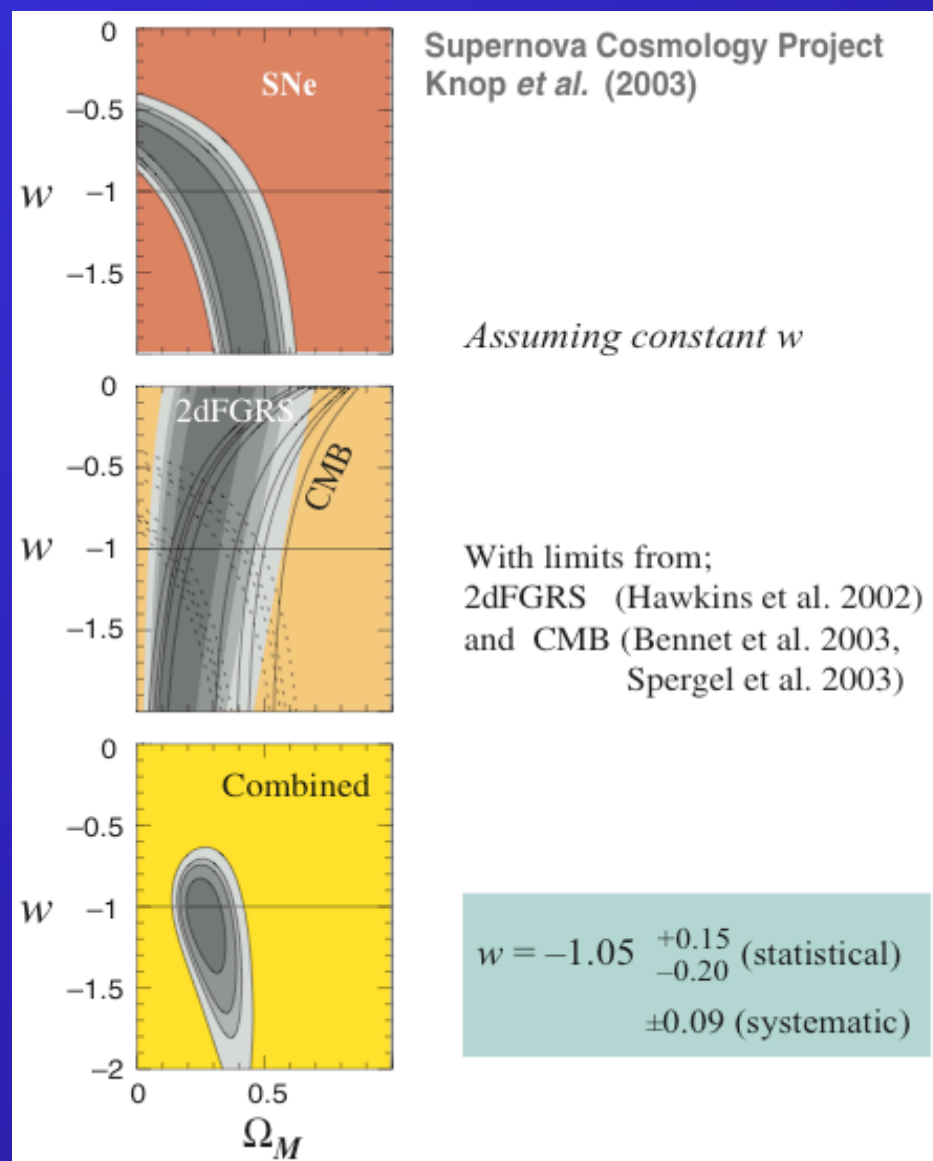 Supernova Cosmology Project
Knop et al. (2003)
0
SNe
−0.5
w
−1
−1.5
Assuming constant w
0
2dFGRS
−0.5
CMB
w
−1
−1.5
With limits from;
2dFGRS (Hawkins et al. 2002)
and CMB (Bennet et al. 2003,
Spergel et al. 2003)
0
Combined
−0.5
w
−1
−1.5
−2
0
0.5
Ω_M
w = −1.05 +0.15 −0.20 (statistical)
±0.09 (systematic)